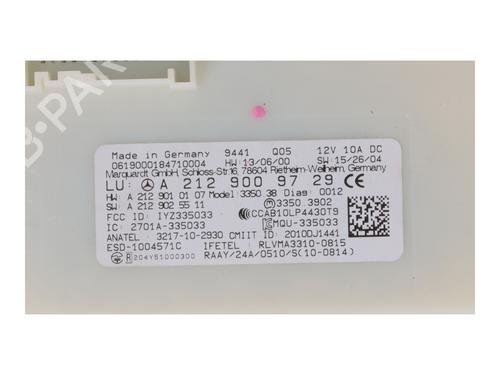 B-PARTS
Made in Germany 9441 Q05 12V 10A DC
0619000184710004 HW:13/06/00 SW:15/26/04
Marquardt GmbH, Schloss-Str.16, 78604 Rietheim-Weilheim, Germany
LU: A 212 900 97 29 CE
HW: A 212 901 01 07 Model 3350.38 Diag: 0012
SW: A 212 902 55 11 3350.3902
FCC ID: IYZ335033 CCAB10LP4430T9
IC: 2701A-335033 MQU-335033
ANATEL: 3217-10-2930 CMIIT ID: 2010DJ1441
ESD-1004571C IFETEL: RLVMA3310-0815
R 204Y51000300 RAAY/24A/0510/S(10-0814)